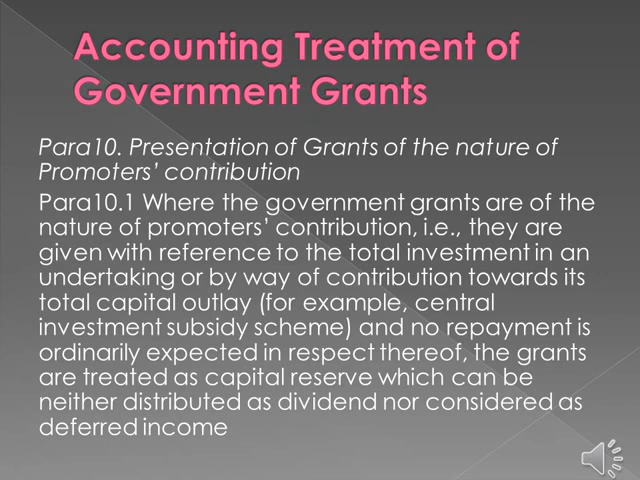 Accounting Treatment of
Government Grants
Para10. Presentation of Grants of the nature of
Promoters’ contribution
Para10.1 Where the government grants are of the
nature of promoters’ contribution, i.e., they are
given with reference to the total investment in an
undertaking or by way of contribution towards its
total capital outlay (for example, central
investment subsidy scheme) and no repayment is
ordinarily expected in respect thereof, the grants
are treated as capital reserve which can be
neither distributed as dividend nor considered as
deferred income